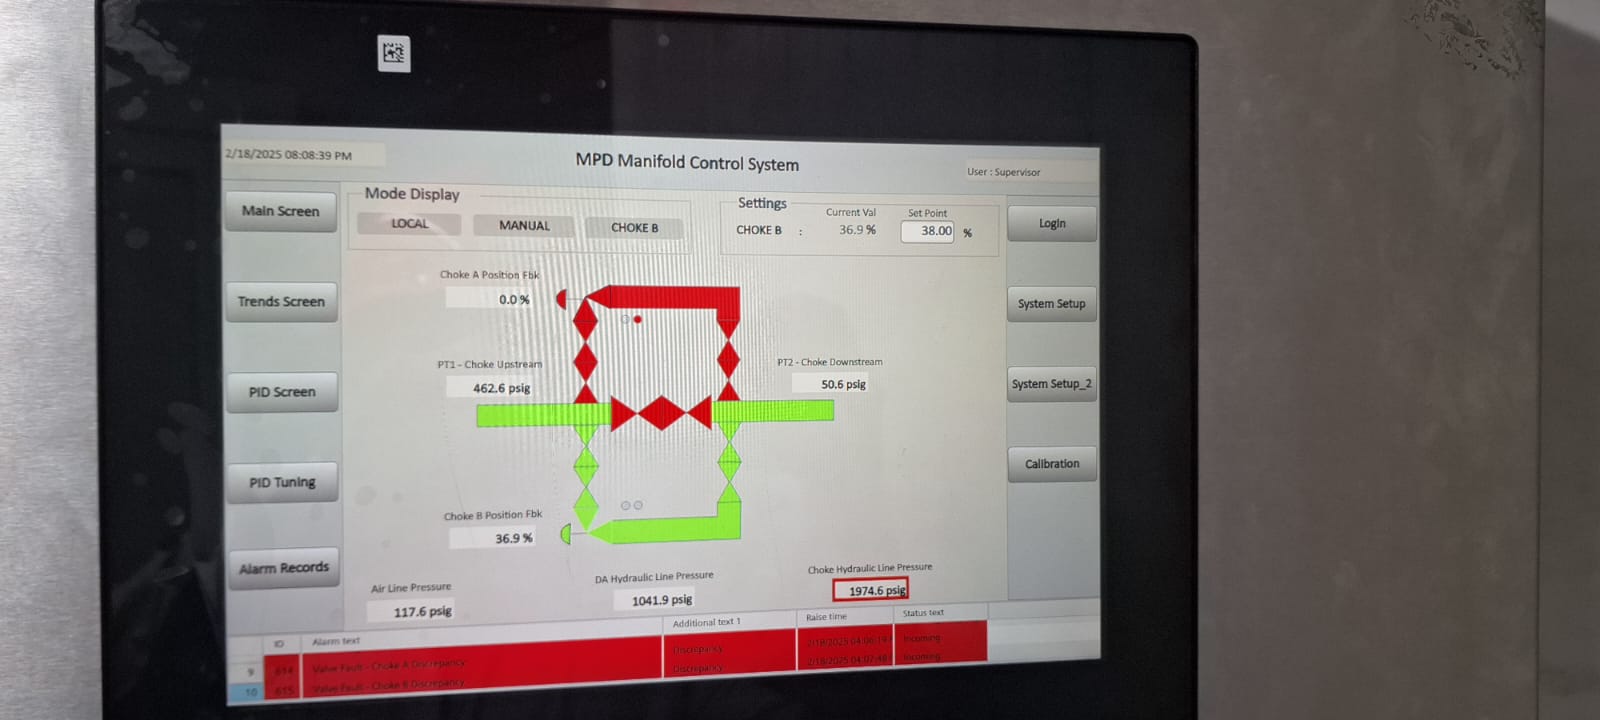 2/18/2025 08:08:39 PM
MPD Manifold Control System
User : Supervisor
Main Screen
Trends Screen
PID Screen
PID Tuning
Alarm Records
Mode Display
LOCAL
MANUAL
CHOKE B
Settings
Current Val
Set Point
CHOKE B :
36.9 %
38.00 %
Login
System Setup
System Setup_2
Calibration
Choke A Position Fbk
0.0 %
PT1 - Choke Upstream
462.6 psig
PT2 - Choke Downstream
50.6 psig
Choke B Position Fbk
36.9 %
Air Line Pressure
117.6 psig
DA Hydraulic Line Pressure
1041.9 psig
Choke Hydraulic Line Pressure
1974.6 psig
ID Alarm text Additional text 1 Raise time Status text
9 614 Valve Fault - Choke A Discrepancy Discrepancy 2/18/2025 Incoming
10 615 Valve Fault - Choke B Discrepancy Discrepancy 2/18/2025 Incoming